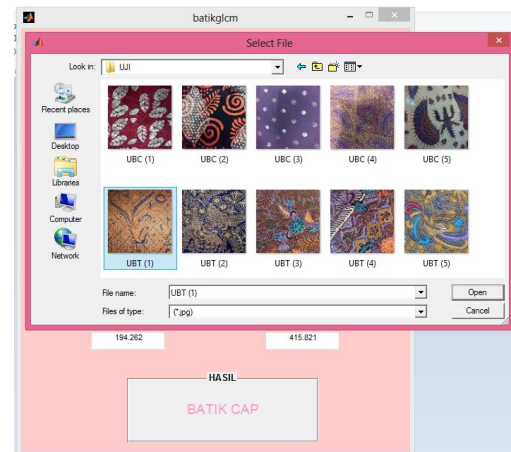 batikglcm
Select File
Look in:
UJI
Recent places
Desktop
Libraries
Computer
Network
UBC (1)
UBC (2)
UBC (3)
UBC (4)
UBC (5)
UBT (1)
UBT (2)
UBT (3)
UBT (4)
UBT (5)
File name:
UBT (1)
Open
Files of type:
(*.jpg)
Cancel
194.262
415.821
HASIL
BATIK CAP